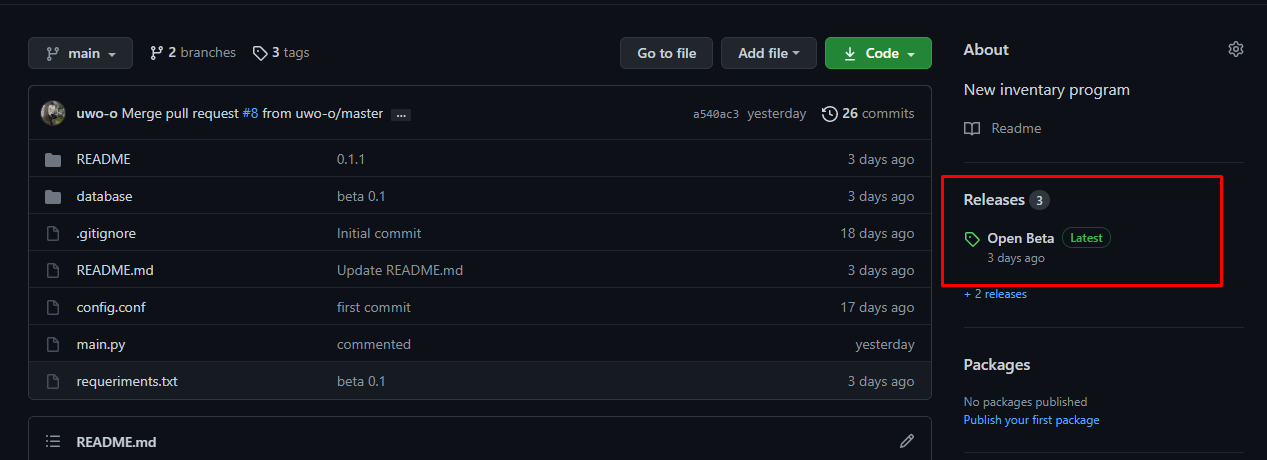 main 2 branches 3 tags Go to file Add file Code
uwo-o Merge pull request #8 from uwo-o/master ... a540ac3 yesterday 26 commits
README 0.1.1 3 days ago
database beta 0.1 3 days ago
.gitignore Initial commit 18 days ago
README.md Update README.md 3 days ago
config.conf first commit 17 days ago
main.py commented yesterday
requeriments.txt beta 0.1 3 days ago
README.md
About
New inventary program
Readme
Releases 3
Open Beta Latest
3 days ago
+ 2 releases
Packages
No packages published
Publish your first package